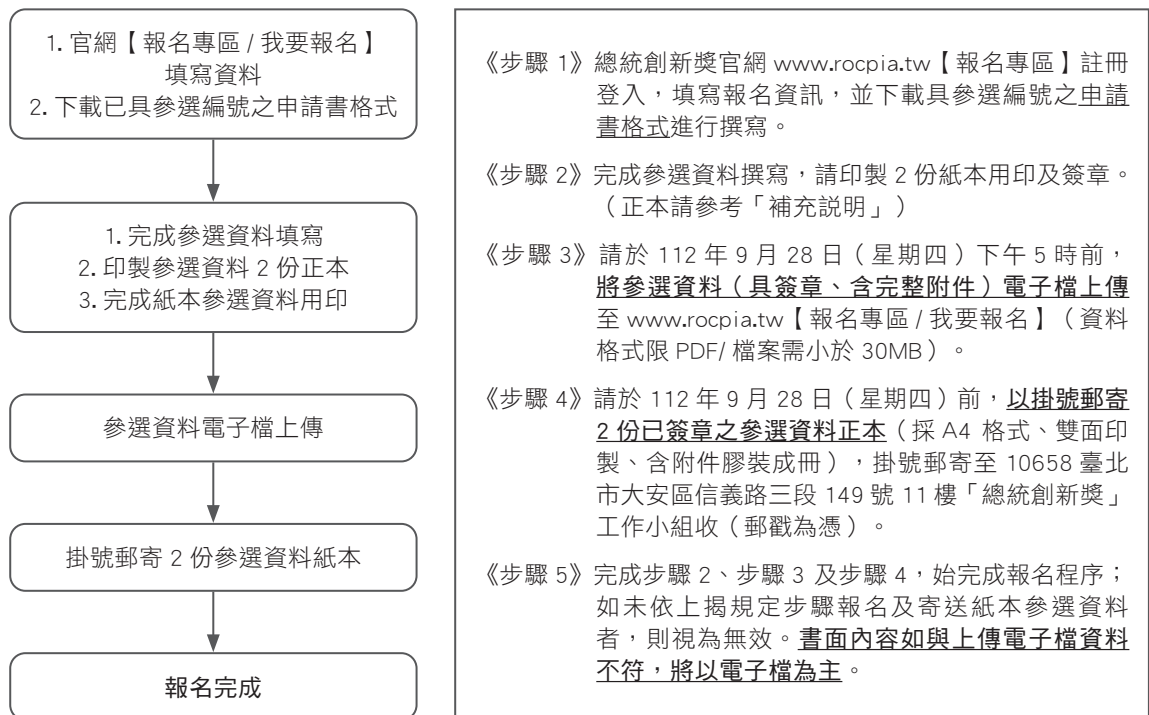 1. 官網【報名專區 / 我要報名】
填寫資料
2. 下載已具參選編號之申請書格式
1. 完成參選資料填寫
2. 印製參選資料 2 份正本
3. 完成紙本參選資料用印
參選資料電子檔上傳
掛號郵寄 2 份參選資料紙本
報名完成
《步驟 1》總統創新獎官網 www.rocpia.tw【報名專區】註冊
登入，填寫報名資訊，並下載具參選編號之申請
書格式進行撰寫。
《步驟 2》完成參選資料撰寫，請印製 2 份紙本用印及簽章。
（正本請參考「補充說明」）
《步驟 3》請於 112 年 9 月 28 日（星期四）下午 5 時前，
將參選資料（具簽章、含完整附件）電子檔上傳
至 www.rocpia.tw【報名專區 / 我要報名】（資料
格式限 PDF/ 檔案需小於 30MB）。
《步驟 4》請於 112 年 9 月 28 日（星期四）前，以掛號郵寄
2 份已簽章之參選資料正本（採 A4 格式、雙面印
製、含附件膠裝成冊），掛號郵寄至 10658 臺北
市大安區信義路三段 149 號 11 樓「總統創新獎」
工作小組收（郵戳為憑）。
《步驟 5》完成步驟 2、步驟 3 及步驟 4，始完成報名程序；
如未依上揭規定步驟報名及寄送紙本參選資料
者，則視為無效。書面內容如與上傳電子檔資料
不符，將以電子檔為主。